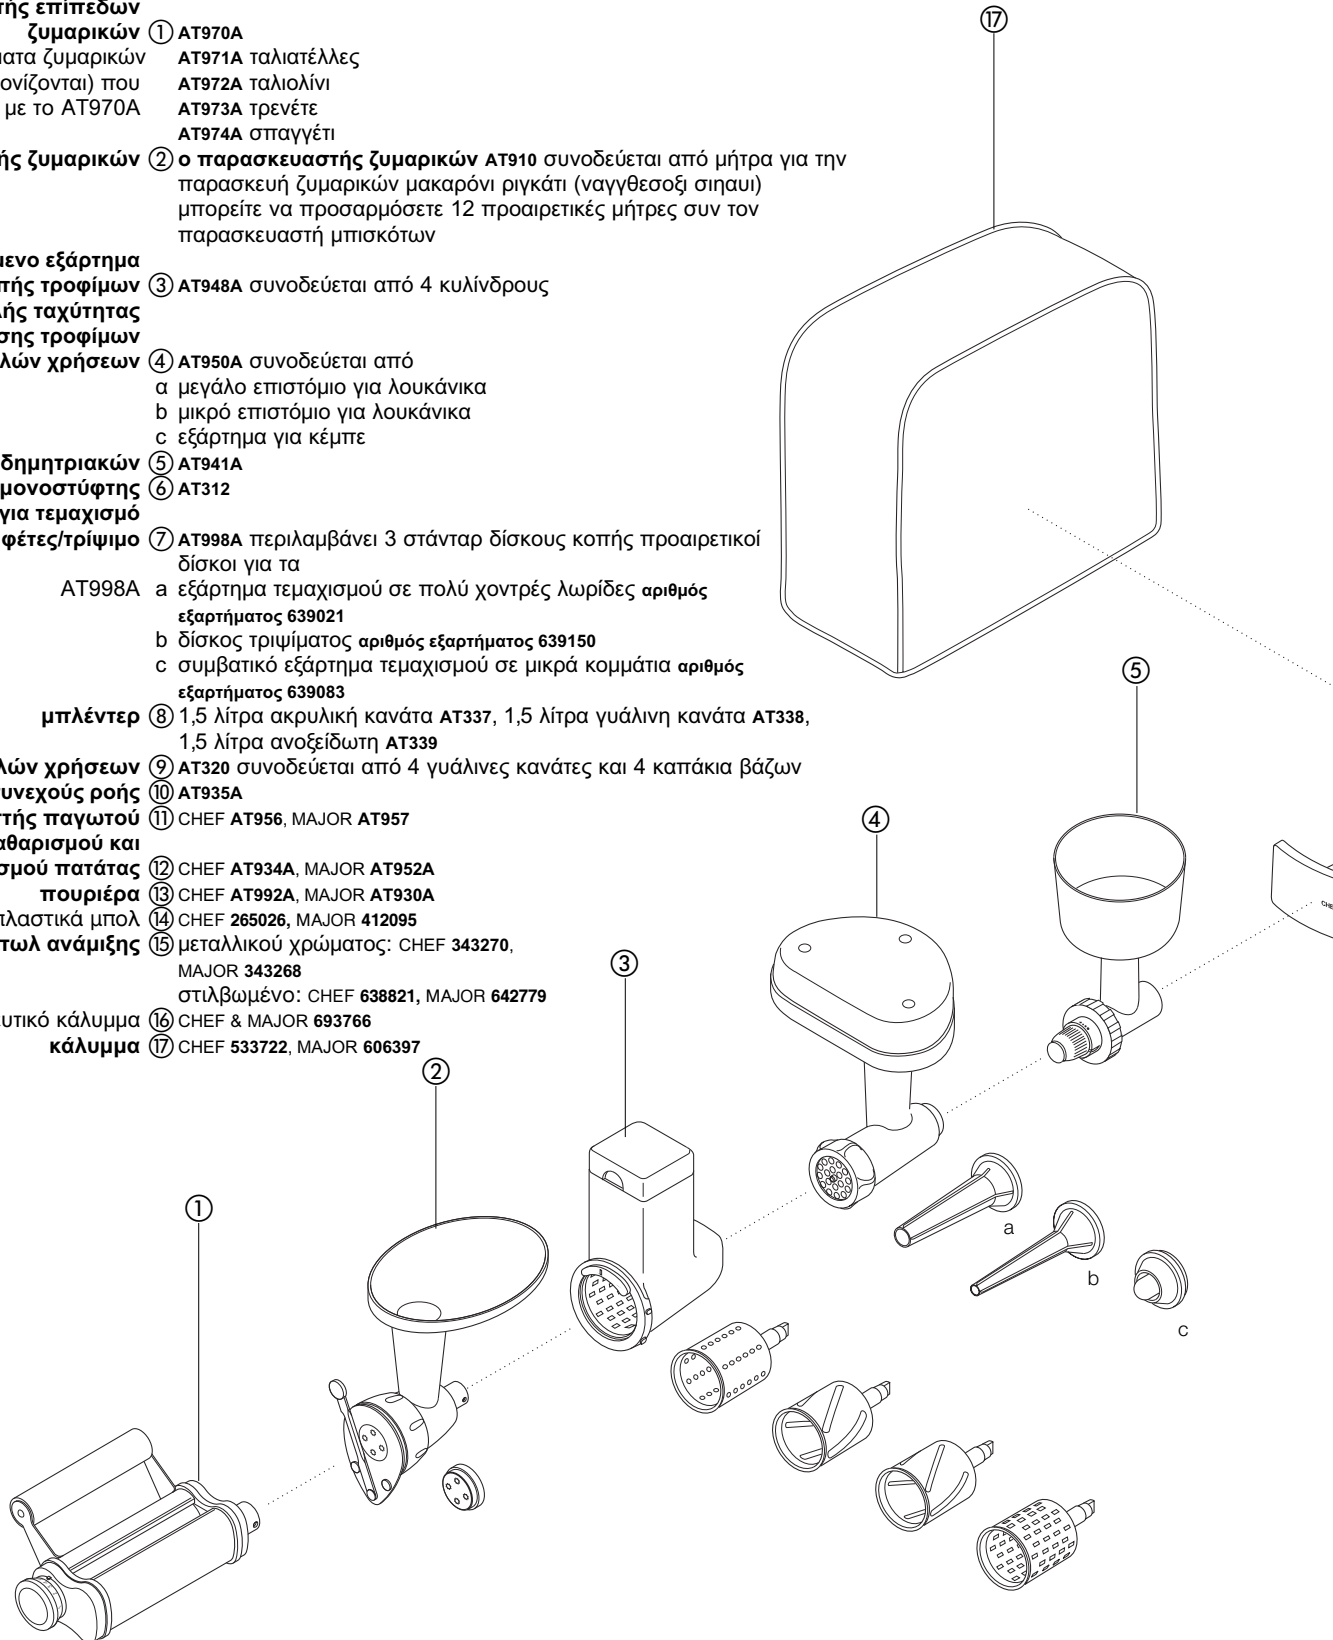 τής επίπεδων
ζυμαρικών ① AT970A
ματα ζυμαρικών AT971A ταλιατέλλες
ονίζονται) που AT972A ταλιολίνι
με το AT970A AT973A τρενέτε
AT974A σπαγγέτι
ής ζυμαρικών ② ο παρασκευαστής ζυμαρικών AT910 συνοδεύεται από μήτρα για την
παρασκευή ζυμαρικών μακαρόνι ριγκάτι (ναγγθεσοξι σιηαυι)
μπορείτε να προσαρμόσετε 12 προαιρετικές μήτρες συν τον
παρασκευαστή μπισκότων
μενο εξάρτημα
πής τροφίμων ③ AT948A συνοδεύεται από 4 κυλίνδρους
λής ταχύτητας
σης τροφίμων
λών χρήσεων ④ AT950A συνοδεύεται από
α μεγάλο επιστόμιο για λουκάνικα
b μικρό επιστόμιο για λουκάνικα
c εξάρτημα για κέμπε
δημητριακών ⑤ AT941A
μονοστύφτης ⑥ AT312
για τεμαχισμό
φέτες/τρίψιμο ⑦ AT998A περιλαμβάνει 3 στάνταρ δίσκους κοπής προαιρετικοί
δίσκοι για τα
AT998A a εξάρτημα τεμαχισμού σε πολύ χοντρές λωρίδες αριθμός
εξαρτήματος 639021
b δίσκος τριψίματος αριθμός εξαρτήματος 639150
c συμβατικό εξάρτημα τεμαχισμού σε μικρά κομμάτια αριθμός
εξαρτήματος 639083
μπλέντερ ⑧ 1,5 λίτρα ακρυλική κανάτα AT337, 1,5 λίτρα γυάλινη κανάτα AT338,
1,5 λίτρα ανοξείδωτη AT339
λών χρήσεων ⑨ AT320 συνοδεύεται από 4 γυάλινες κανάτες και 4 καπάκια βάζων
υνεχούς ροής ⑩ AT935A
τής παγωτού ⑪ CHEF AT956, MAJOR AT957
αθαρισμού και
σμού πατάτας ⑫ CHEF AT934A, MAJOR AT952A
πουριέρα ⑬ CHEF AT992A, MAJOR AT930A
πλαστικά μπολ ⑭ CHEF 265026, MAJOR 412095
πωλ ανάμιξης ⑮ μεταλλικού χρώματος: CHEF 343270,
MAJOR 343268
στιλβωμένο: CHEF 638821, MAJOR 642779
ευτικό κάλυμμα ⑯ CHEF & MAJOR 693766
κάλυμμα ⑰ CHEF 533722, MAJOR 606397
⑰
⑤
④
③
②
①
a
b
c
CHE